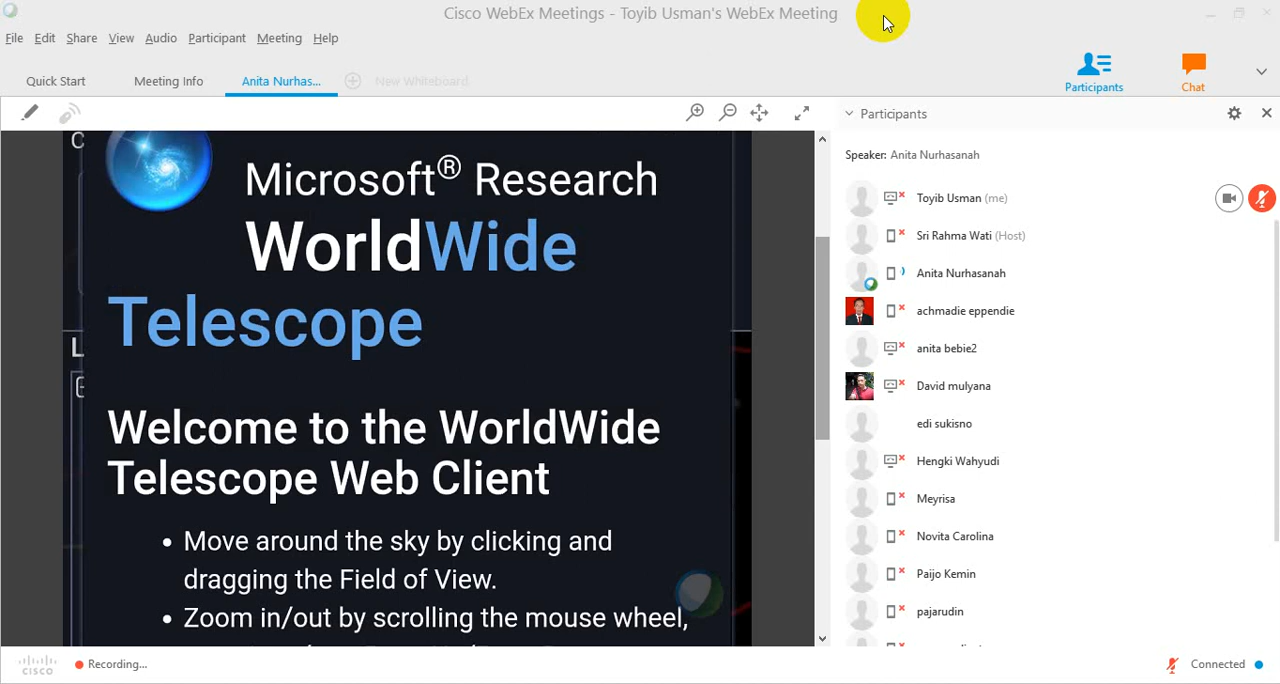 Cisco WebEx Meetings - Toyib Usman's WebEx Meeting
File Edit Share View Audio Participant Meeting Help
Quick Start Meeting Info Anita Nurhas... New Whiteboard
Participants Chat
Microsoft® Research
WorldWide
Telescope
Welcome to the WorldWide
Telescope Web Client
• Move around the sky by clicking and
dragging the Field of View.
• Zoom in/out by scrolling the mouse wheel,
Participants
Speaker: Anita Nurhasanah
Toyib Usman (me)
Sri Rahma Wati (Host)
Anita Nurhasanah
achmadie eppendie
anita bebie2
David mulyana
edi sukisno
Hengki Wahyudi
Meyrisa
Novita Carolina
Paijo Kemin
pajarudin
CISCO
Recording...
Connected